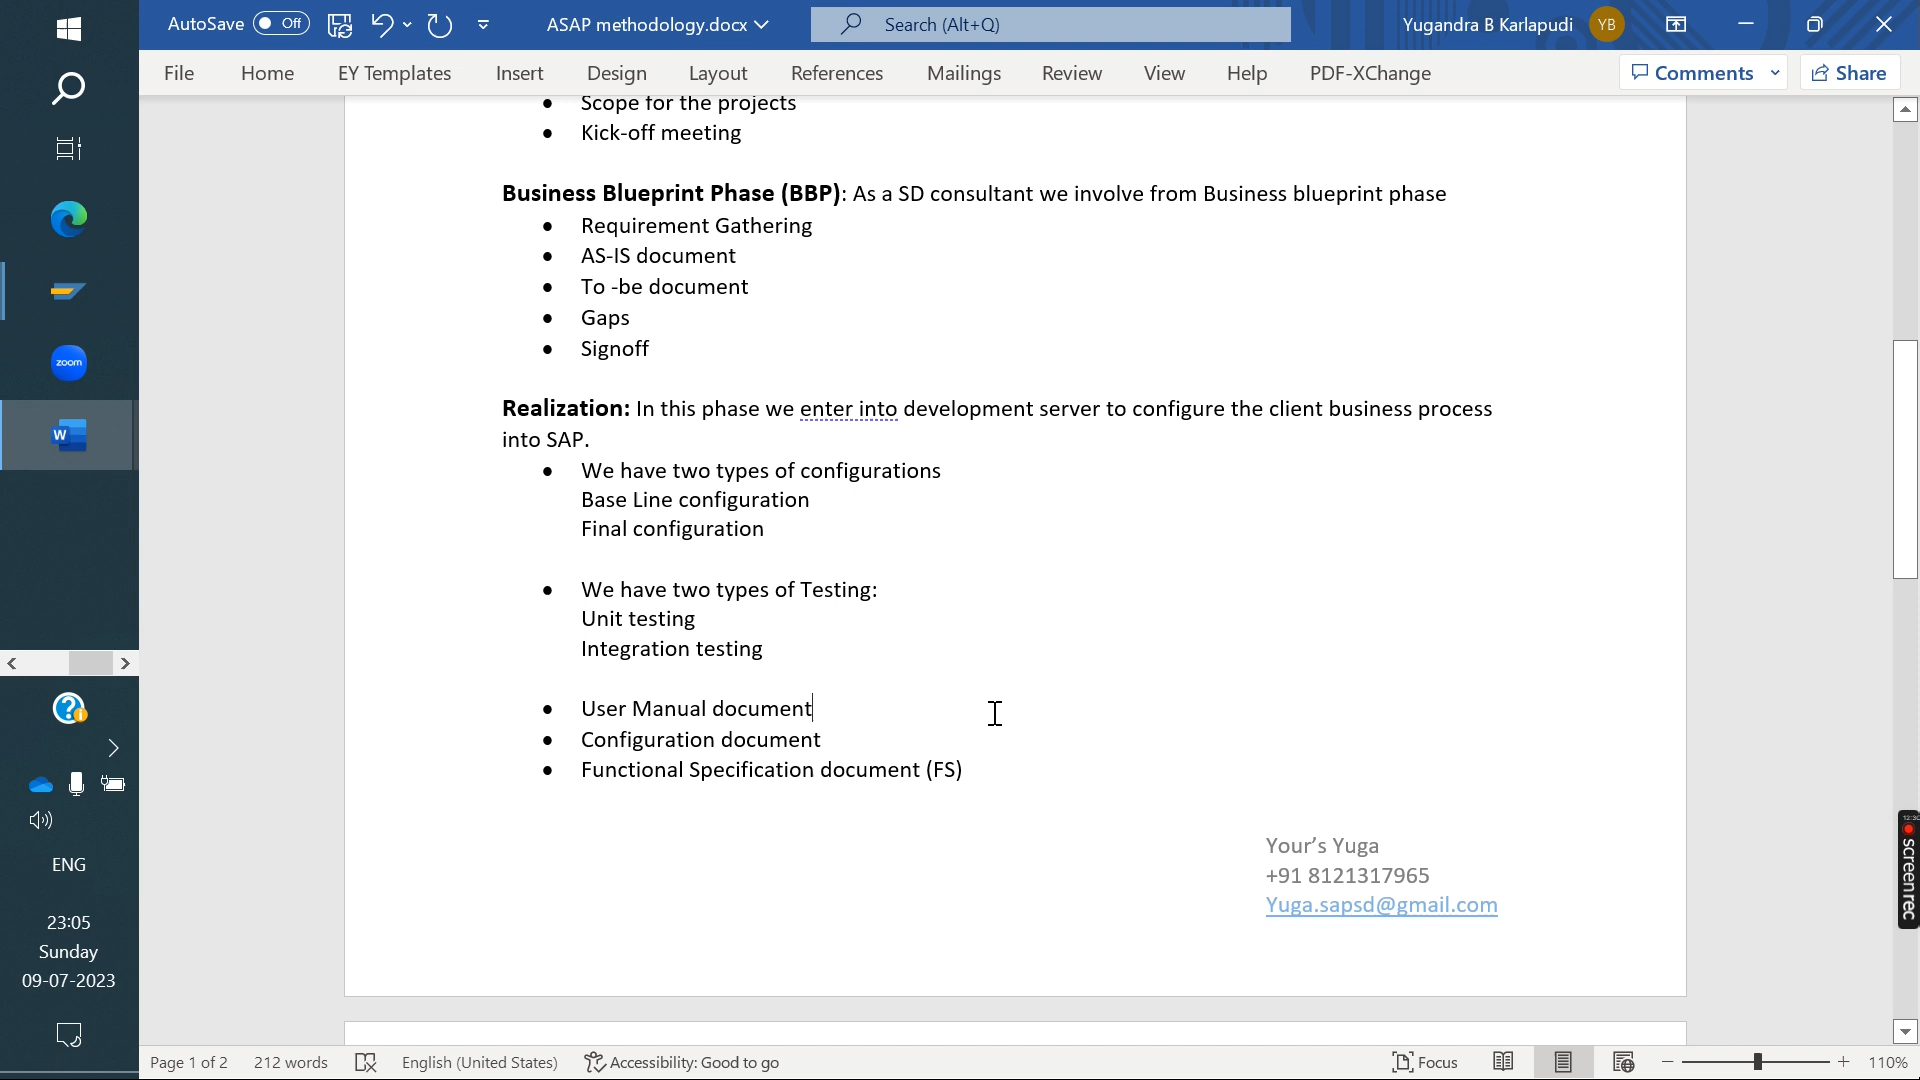 AutoSave Off ASAP methodology.docx Search (Alt+Q) Yugandra B Karlapudi YB
File Home EY Templates Insert Design Layout References Mailings Review View Help PDF-XChange Comments Share
• Scope for the projects
• Kick-off meeting
Business Blueprint Phase (BBP): As a SD consultant we involve from Business blueprint phase
• Requirement Gathering
• AS-IS document
• To -be document
• Gaps
• Signoff
Realization: In this phase we enter into development server to configure the client business process
into SAP.
• We have two types of configurations
Base Line configuration
Final configuration
• We have two types of Testing:
Unit testing
Integration testing
• User Manual document
• Configuration document
• Functional Specification document (FS)
Your’s Yuga
+91 8121317965
Yuga.sapsd@gmail.com
zoom
W
ENG
23:05
Sunday
09-07-2023
screenrec
Page 1 of 2 212 words English (United States) Accessibility: Good to go Focus 110%